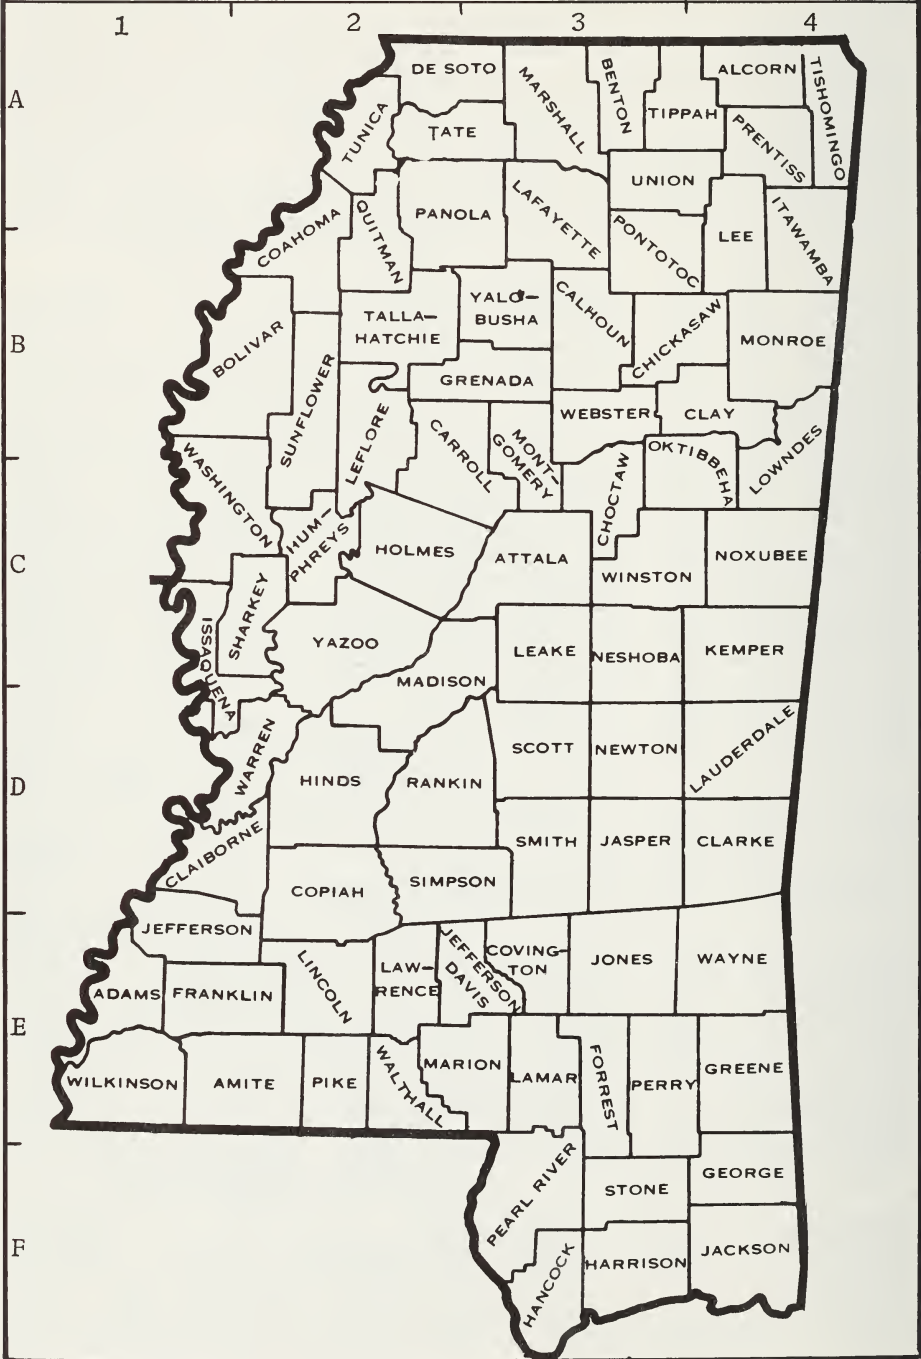 1 2 3 4
A
DE SOTO
MARSHALL
BENTON
TIPPAH
ALCORN
TISHOMINGO
TUNICA
TATE
PRENTISS
UNION
COAHOMA
QUITMAN
PANOLA
LAFAYETTE
PONTOTOC
LEE
ITAWAMBA
B
BOLIVAR
SUNFLOWER
TALLA-
HATCHIE
YALO-
BUSHA
CALHOUN
CHICKASAW
MONROE
GRENADA
LEFLORE
CARROLL
MONT-
GOMERY
WEBSTER
CLAY
OKTIBBEHA
LOWNDES
CHOCTAW
C
WASHINGTON
HUM-
PHREYS
HOLMES
ATTALA
WINSTON
NOXUBEE
ISSAQUENA
SHARKEY
YAZOO
MADISON
LEAKE
NESHOBA
KEMPER
D
WARREN
HINDS
RANKIN
SCOTT
NEWTON
LAUDERDALE
CLAIBORNE
COPIAH
SIMPSON
SMITH
JASPER
CLARKE
E
JEFFERSON
ADAMS
FRANKLIN
LINCOLN
LAW-
RENCE
JEFFERSON
DAVIS
COVING-
TON
JONES
WAYNE
WILKINSON
AMITE
PIKE
WALTHALL
MARION
LAMAR
FORREST
PERRY
GREENE
F
PEARL RIVER
STONE
GEORGE
HANCOCK
HARRISON
JACKSON